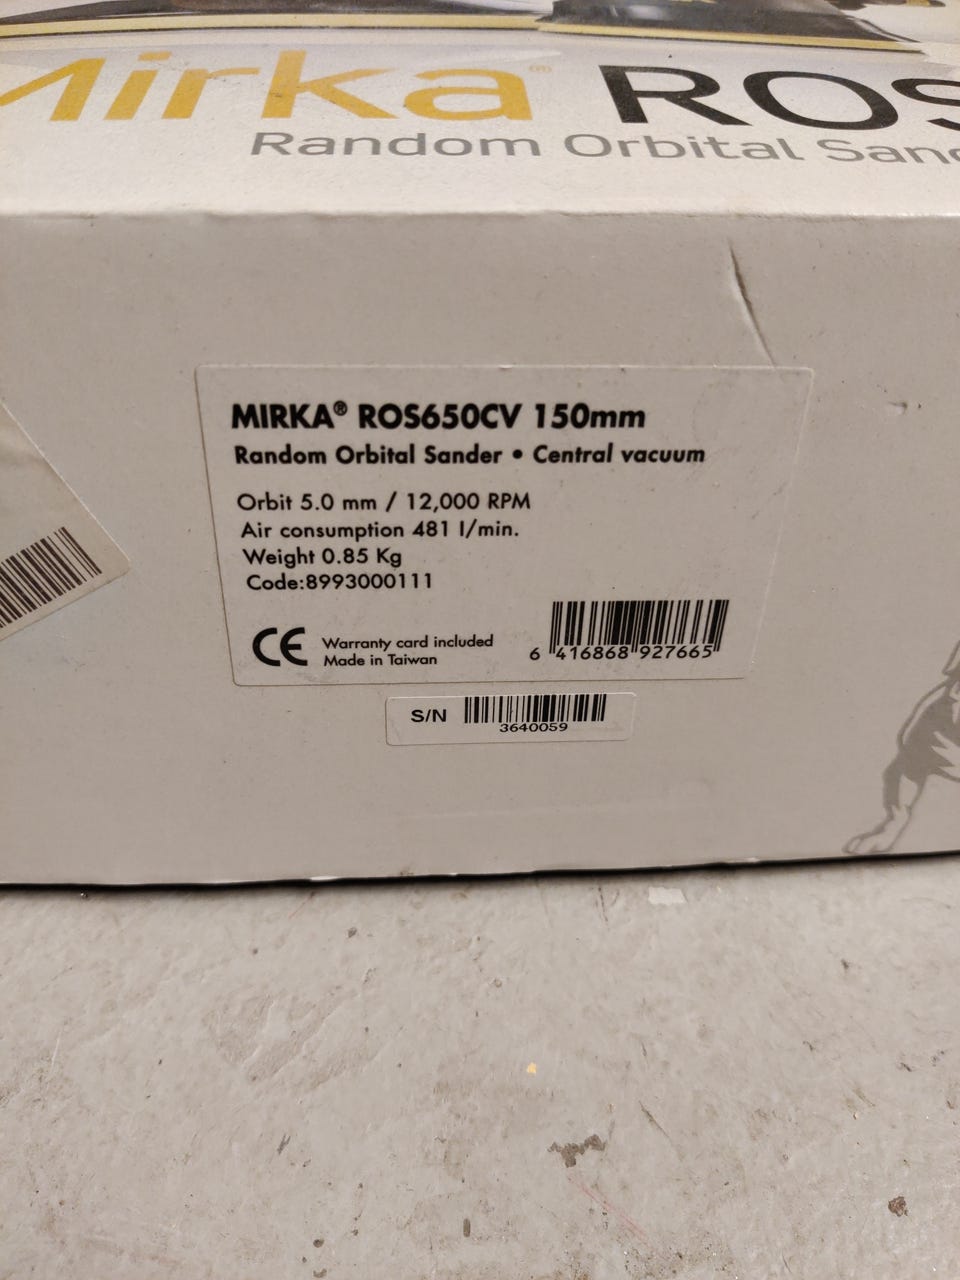 Mirka® ROS
Random Orbital Sand
MIRKA® ROS650CV 150mm
Random Orbital Sander • Central vacuum
Orbit 5.0 mm / 12,000 RPM
Air consumption 481 l/min.
Weight 0.85 Kg
Code:8993000111
CE Warranty card included
Made in Taiwan
6 416868 927665
S/N
3640059